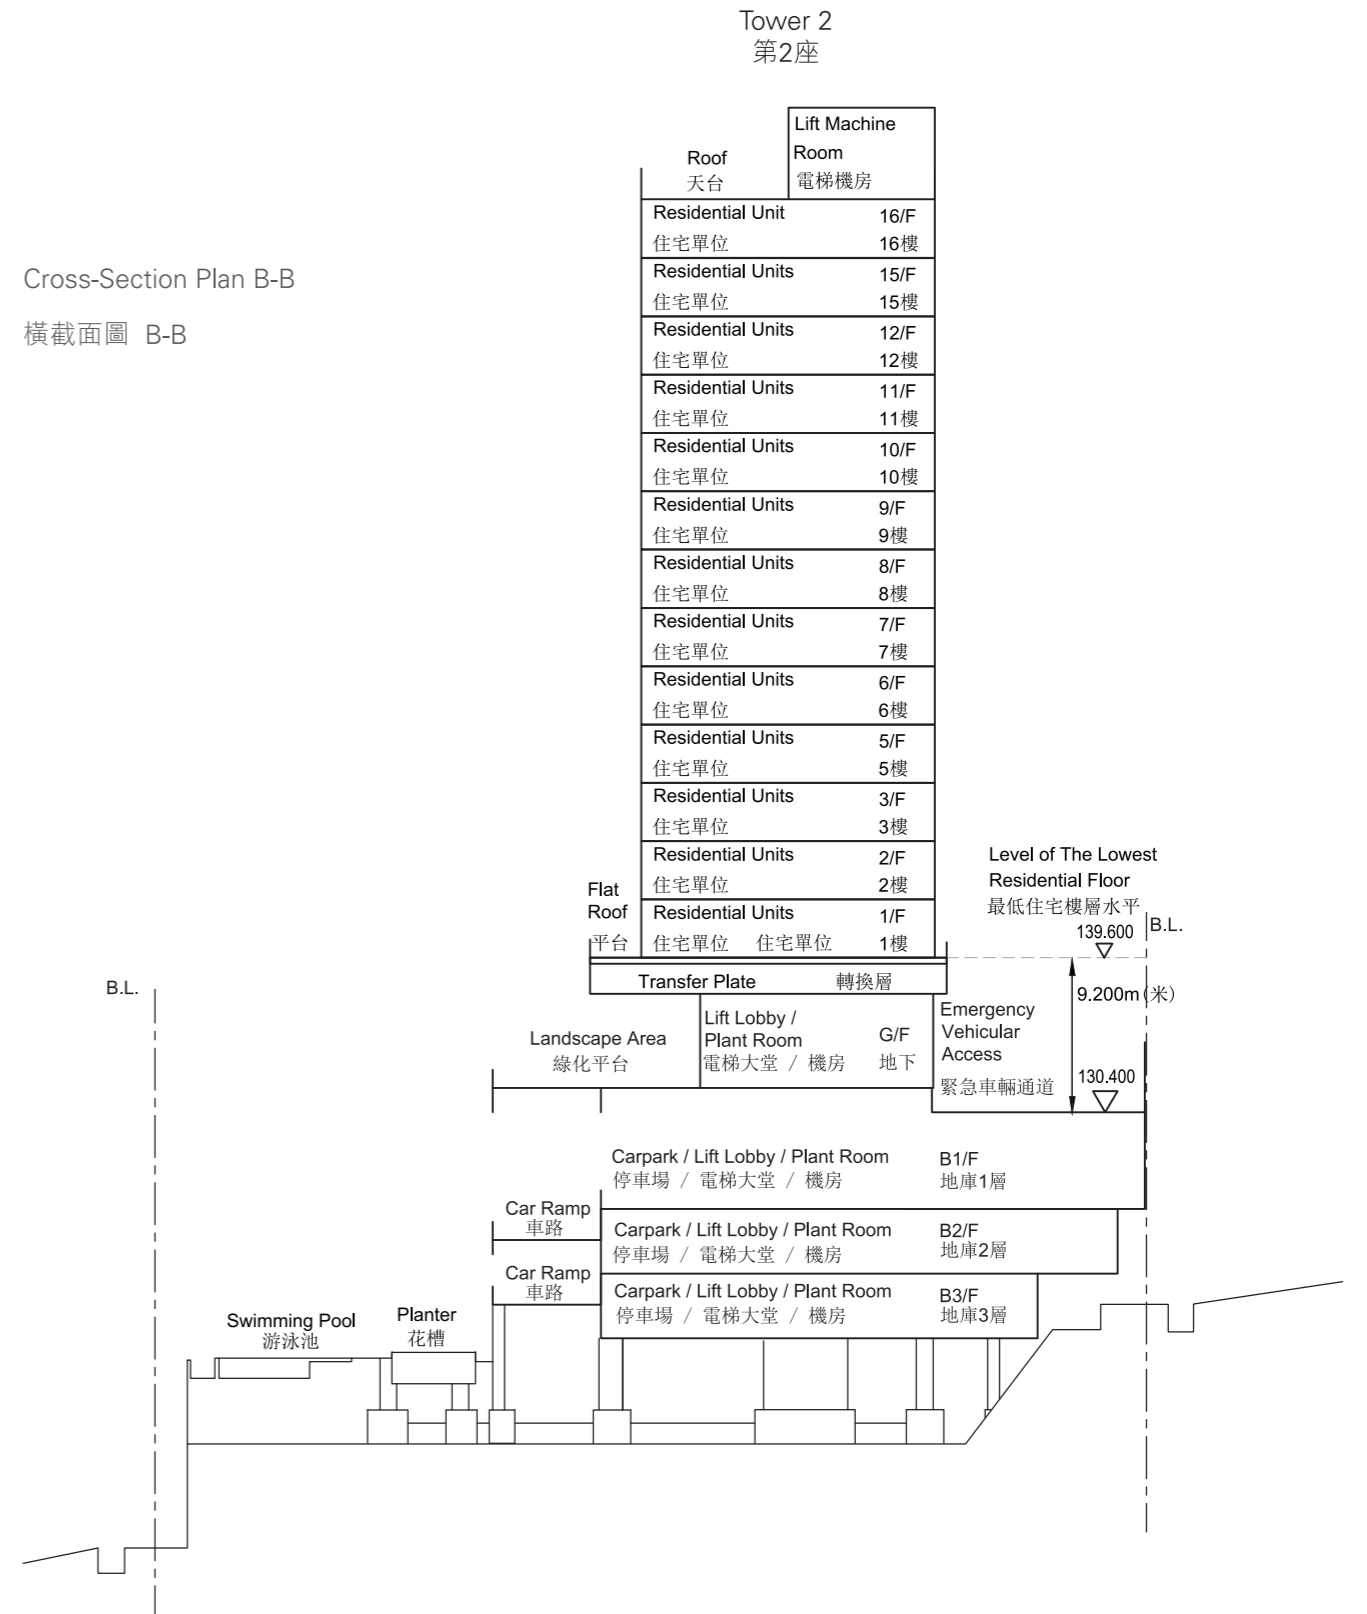 Tower 2
第2座
Lift Machine
Room
電梯機房
Roof
天台
Cross-Section Plan B-B
橫截面圖 B-B
Residential Unit 16/F
住宅單位 16樓
Residential Units 15/F
住宅單位 15樓
Residential Units 12/F
住宅單位 12樓
Residential Units 11/F
住宅單位 11樓
Residential Units 10/F
住宅單位 10樓
Residential Units 9/F
住宅單位 9樓
Residential Units 8/F
住宅單位 8樓
Residential Units 7/F
住宅單位 7樓
Residential Units 6/F
住宅單位 6樓
Residential Units 5/F
住宅單位 5樓
Residential Units 3/F
住宅單位 3樓
Residential Units 2/F
住宅單位 2樓
Flat
Roof
平台
Residential Units 1/F
住宅單位 住宅單位 1樓
Level of The Lowest
Residential Floor
最低住宅樓層水平
139.600
B.L.
B.L.
Transfer Plate 轉換層
9.200m(米)
Landscape Area
綠化平台
Lift Lobby /
Plant Room
電梯大堂 / 機房
G/F
地下
Emergency
Vehicular
Access
緊急車輛通道
130.400
Carpark / Lift Lobby / Plant Room B1/F
停車場 / 電梯大堂 / 機房 地庫1層
Car Ramp
車路
Carpark / Lift Lobby / Plant Room B2/F
停車場 / 電梯大堂 / 機房 地庫2層
Car Ramp
車路
Carpark / Lift Lobby / Plant Room B3/F
停車場 / 電梯大堂 / 機房 地庫3層
Swimming Pool
游泳池
Planter
花槽